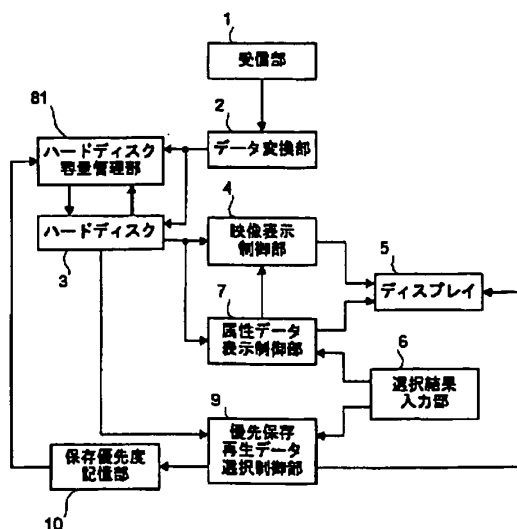 1
受信部
2
データ変換部
81
ハードディスク
容量管理部
ハードディスク
3
4
映像表示
制御部
5
ディスプレイ
7
属性データ
表示制御部
6
選択結果
入力部
9
優先保存
再生データ
選択制御部
保存優先度
記憶部
10